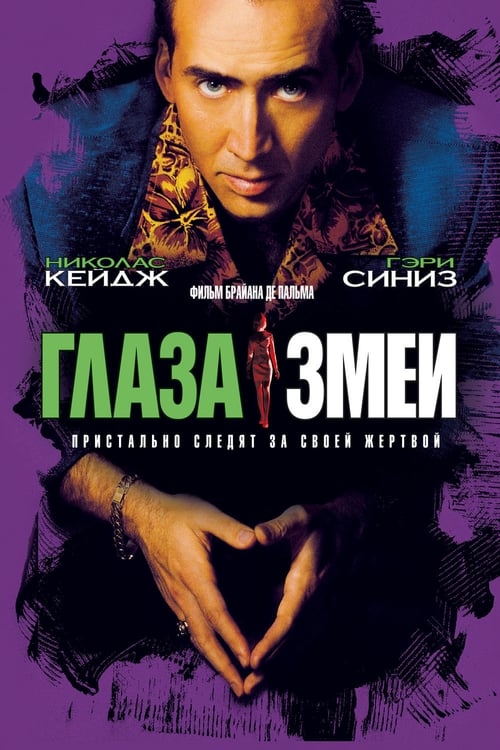 НИКОЛАС
КЕЙДЖ
ГЭРИ
СИНИЗ
ФИЛЬМ БРАЙАНА ДЕ ПАЛЬМА
ГЛАЗА ЗМЕИ
ПРИСТАЛЬНО СЛЕДЯТ ЗА СВОЕЙ ЖЕРТВОЙ